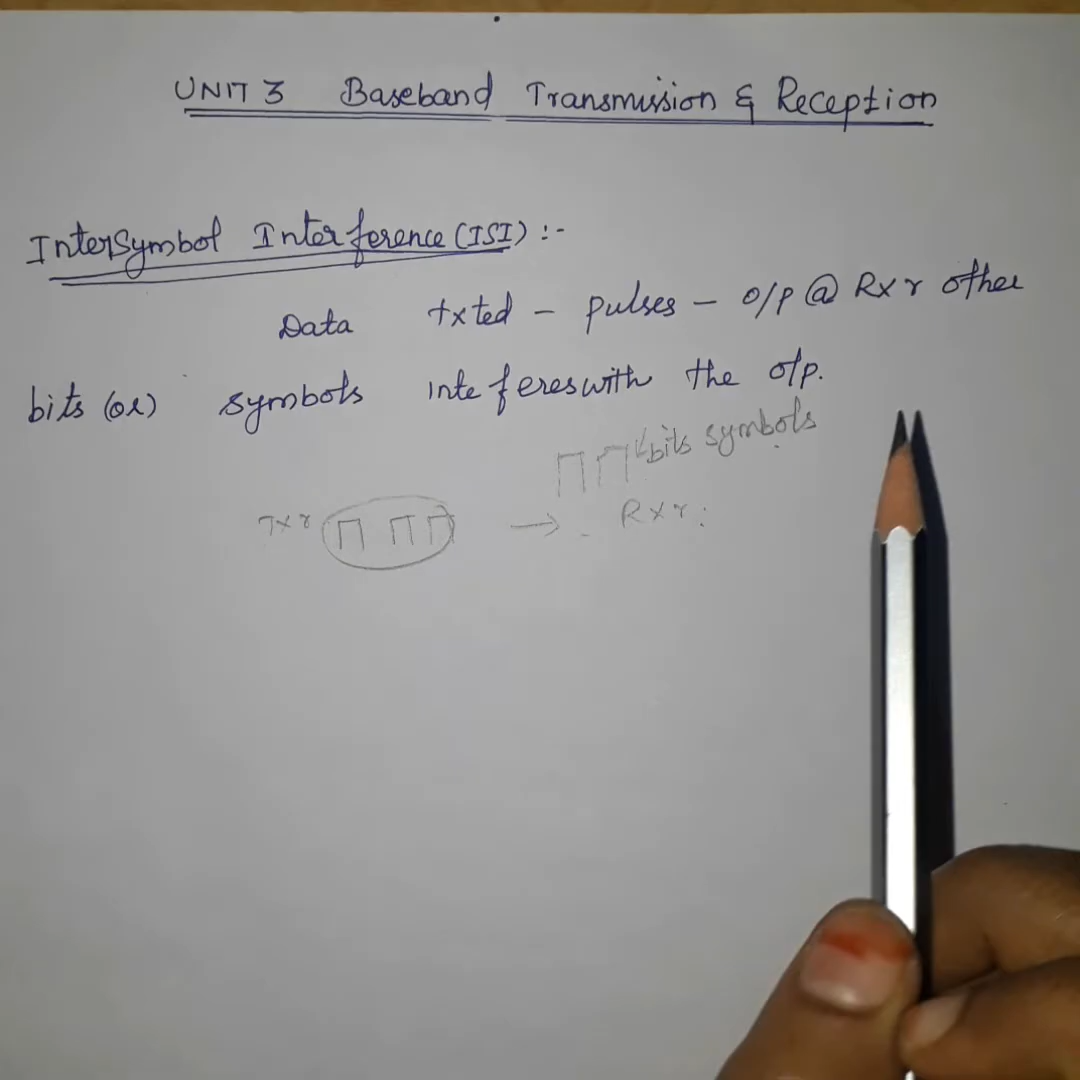 UNIT 3 Baseband Transmission & Reception
InterSymbol Interference (ISI) :-
Data txted - pulses - o/p @ Rxr other
bits (or) symbols interferes with the o/p.
bits symbols
Txr → Rxr: